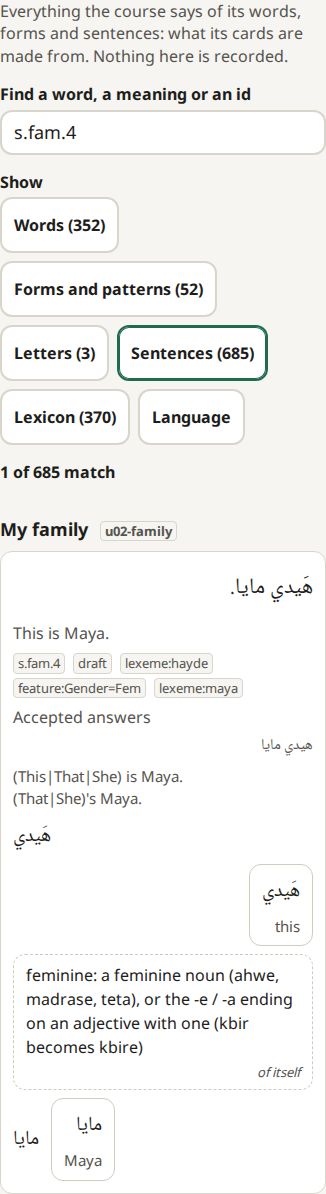 Everything the course says of its words,
forms and sentences: what its cards are
made from. Nothing here is recorded.
Find a word, a meaning or an id
s.fam.4
Show
Words (352)
Forms and patterns (52)
Letters (3) Sentences (685)
Lexicon (370) Language
1 of 685 match
My family u02-family
هَيدي مايا.
This is Maya.
s.fam.4 draft lexeme:hayde
feature:Gender=Fem lexeme:maya
Accepted answers
هيدي مايا
(This|That|She) is Maya.
(That|She)'s Maya.
هَيدي
هَيدي
this
feminine: a feminine noun (ahwe,
madrase, teta), or the -e / -a ending
on an adjective with one (kbir
becomes kbire)
of itself
مايا
مايا
Maya